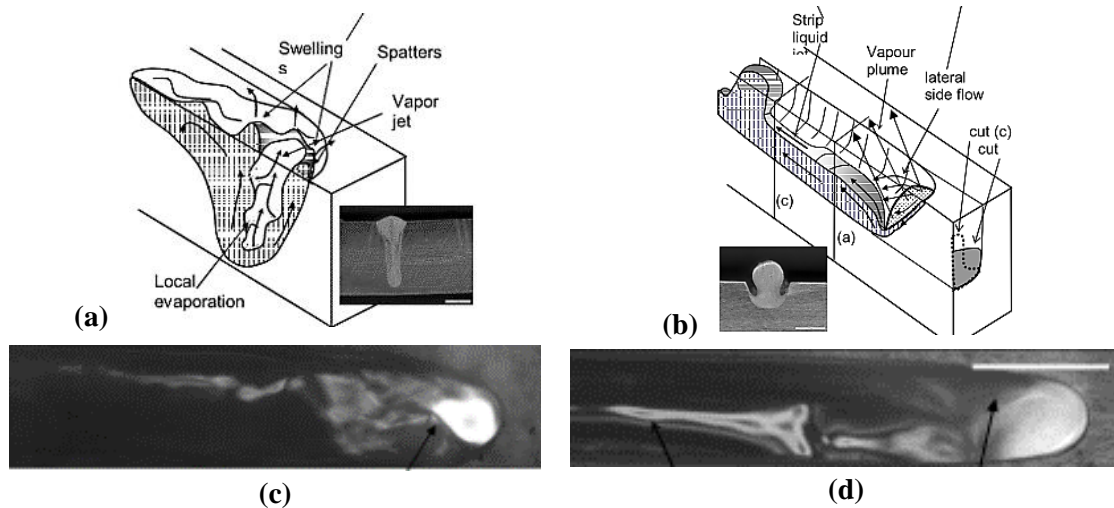 Swelling
s
Spatters
Vapor
jet
Local
evaporation
(a)
Strip
liquid
Vapour
plume
lateral
side flow
cut (c)
cut
(c)
(a)
(b)
(c)
(d)